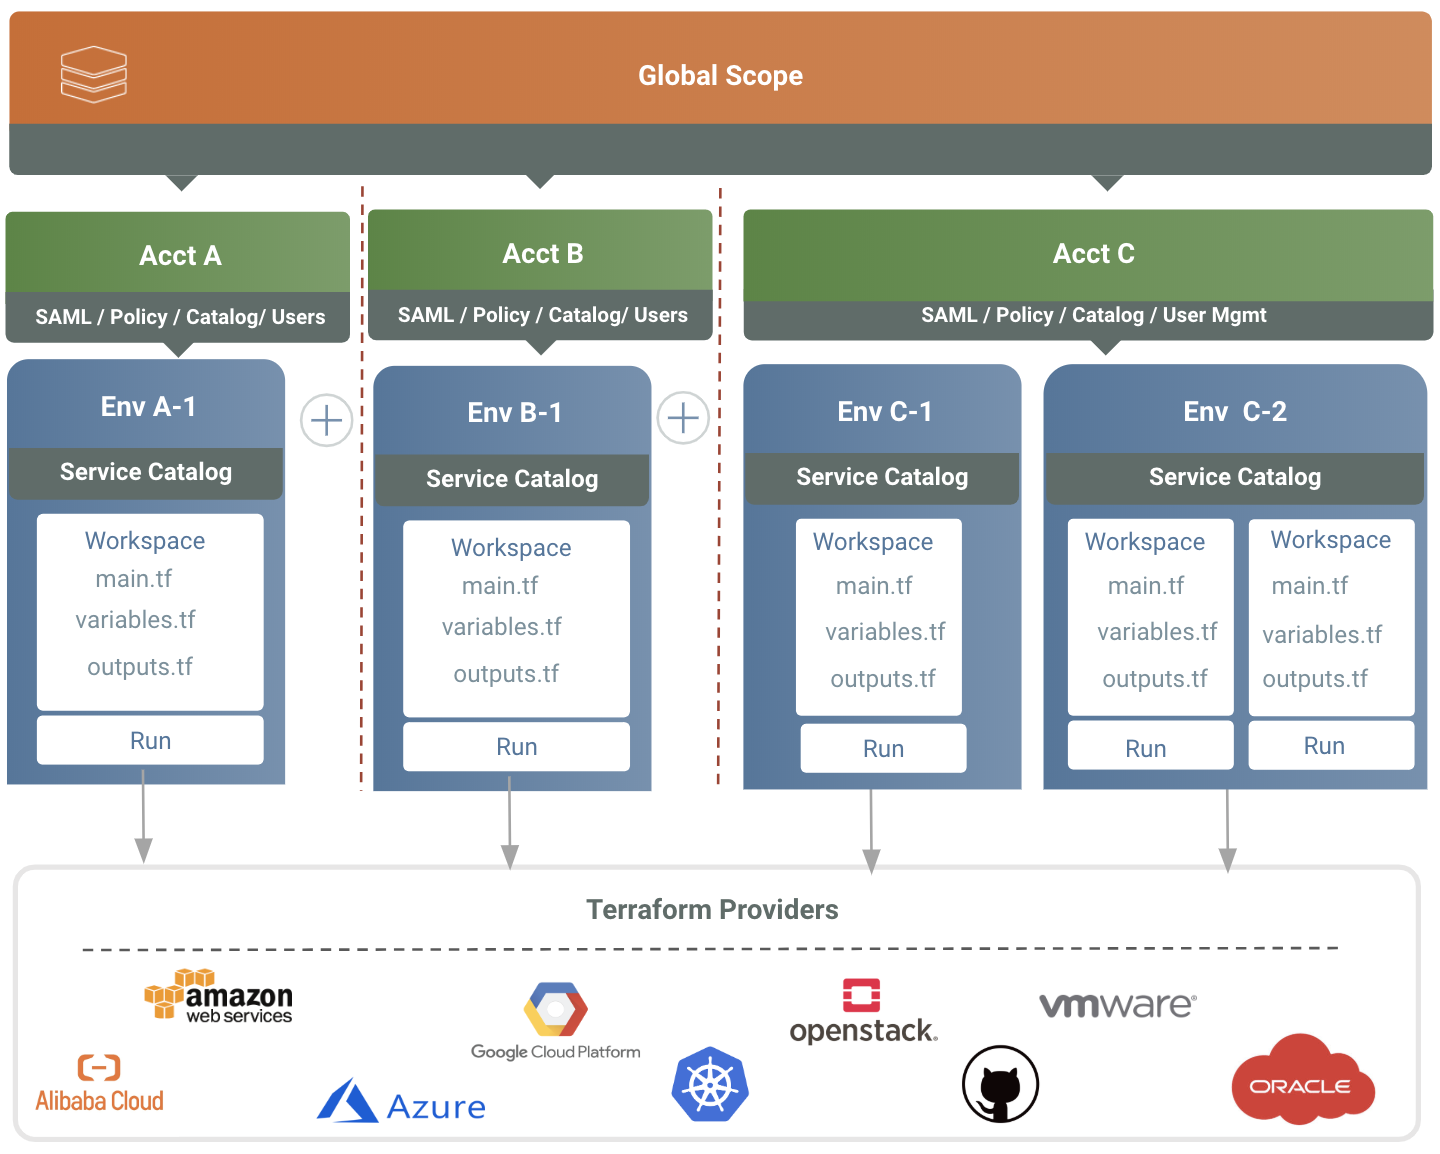 Global Scope
Acct A
SAML / Policy / Catalog/ Users
Acct B
SAML / Policy / Catalog/ Users
Acct C
SAML / Policy / Catalog / User Mgmt
Env A-1
Service Catalog
Workspace
main.tf
variables.tf
outputs.tf
Run
Env B-1
Service Catalog
Workspace
main.tf
variables.tf
outputs.tf
Run
Env C-1
Service Catalog
Workspace
main.tf
variables.tf
outputs.tf
Run
Env C-2
Service Catalog
Workspace
main.tf
variables.tf
outputs.tf
Run
Workspace
main.tf
variables.tf
outputs.tf
Run
Terraform Providers
amazon
web services
Google Cloud Platform
openstack.
vmware®
Alibaba Cloud
Azure
ORACLE